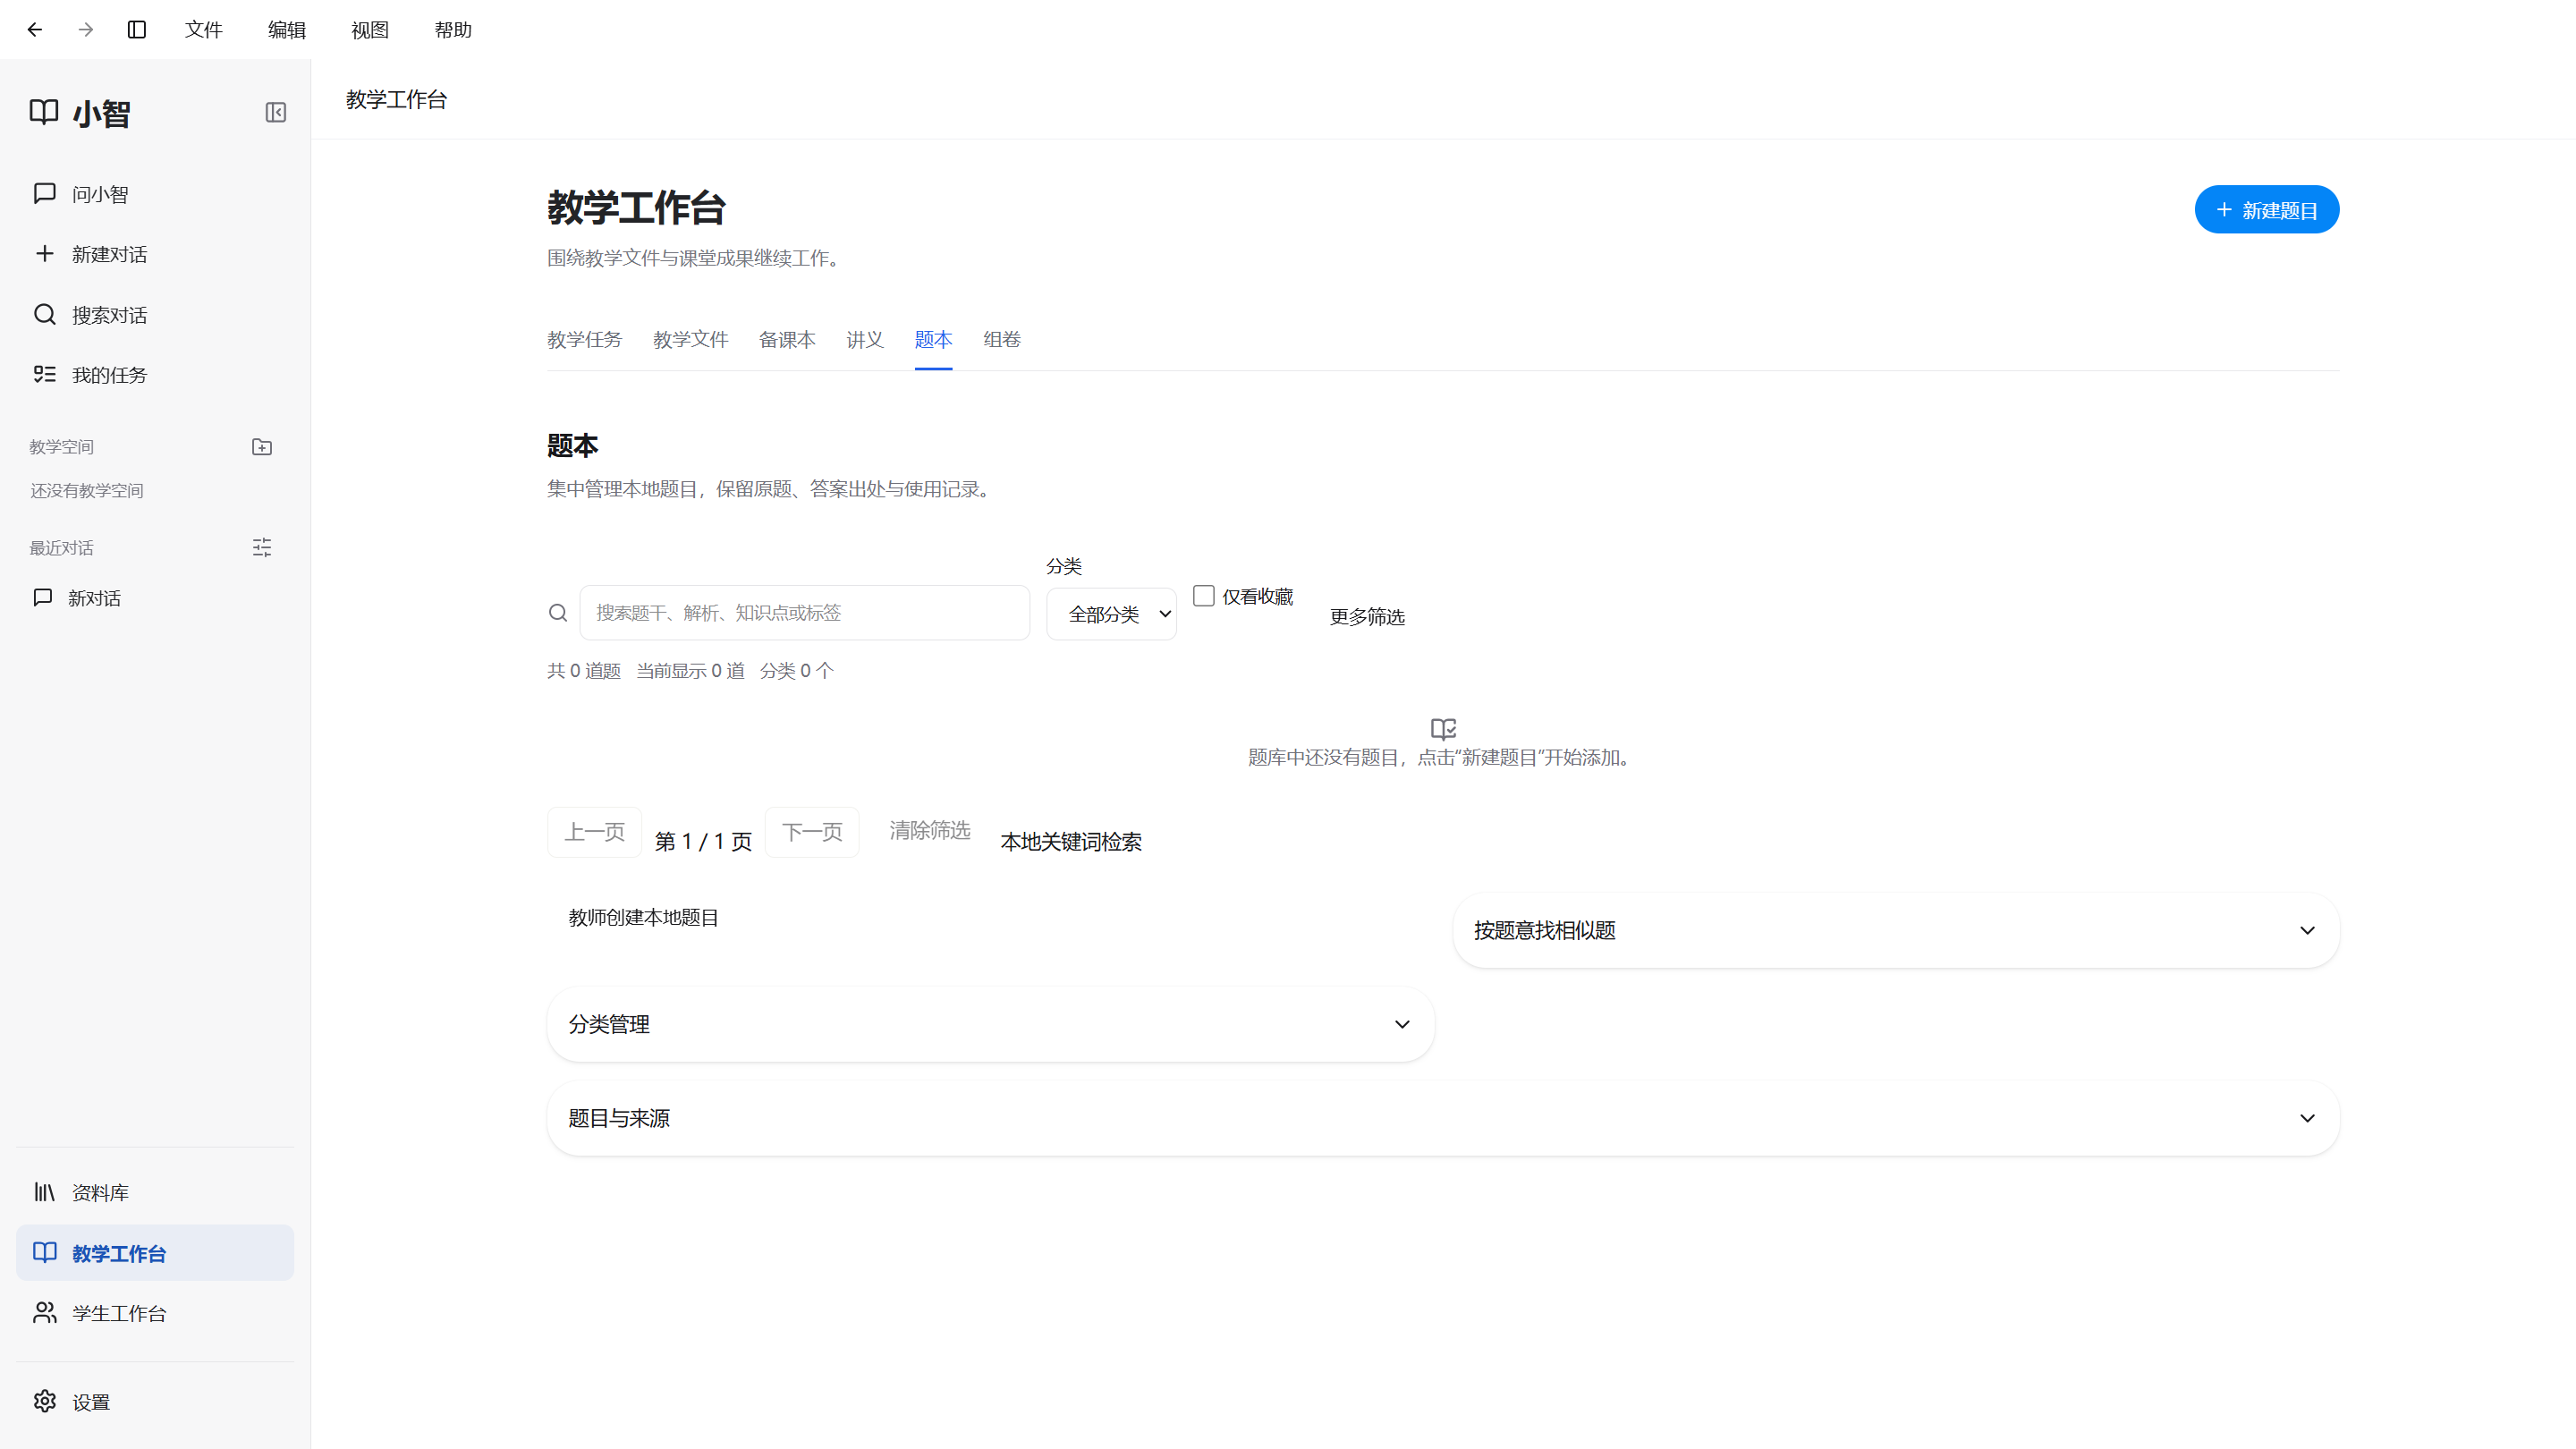 文件 编辑 视图 帮助
小智
问小智
新建对话
搜索对话
我的任务
教学空间
还没有教学空间
最近对话
新对话
资料库
教学工作台
学生工作台
设置
教学工作台
教学工作台
新建题目
围绕教学文件与课堂成果继续工作。
教学任务 教学文件 备课本 讲义 题本 组卷
题本
集中管理本地题目，保留原题、答案出处与使用记录。
分类
搜索题干、解析、知识点或标签 全部分类 仅看收藏 更多筛选
共 0 道题 当前显示 0 道 分类 0 个
题库中还没有题目，点击“新建题目”开始添加。
上一页 第 1 / 1 页 下一页 清除筛选 本地关键词检索
教师创建本地题目 按题意找相似题
分类管理
题目与来源